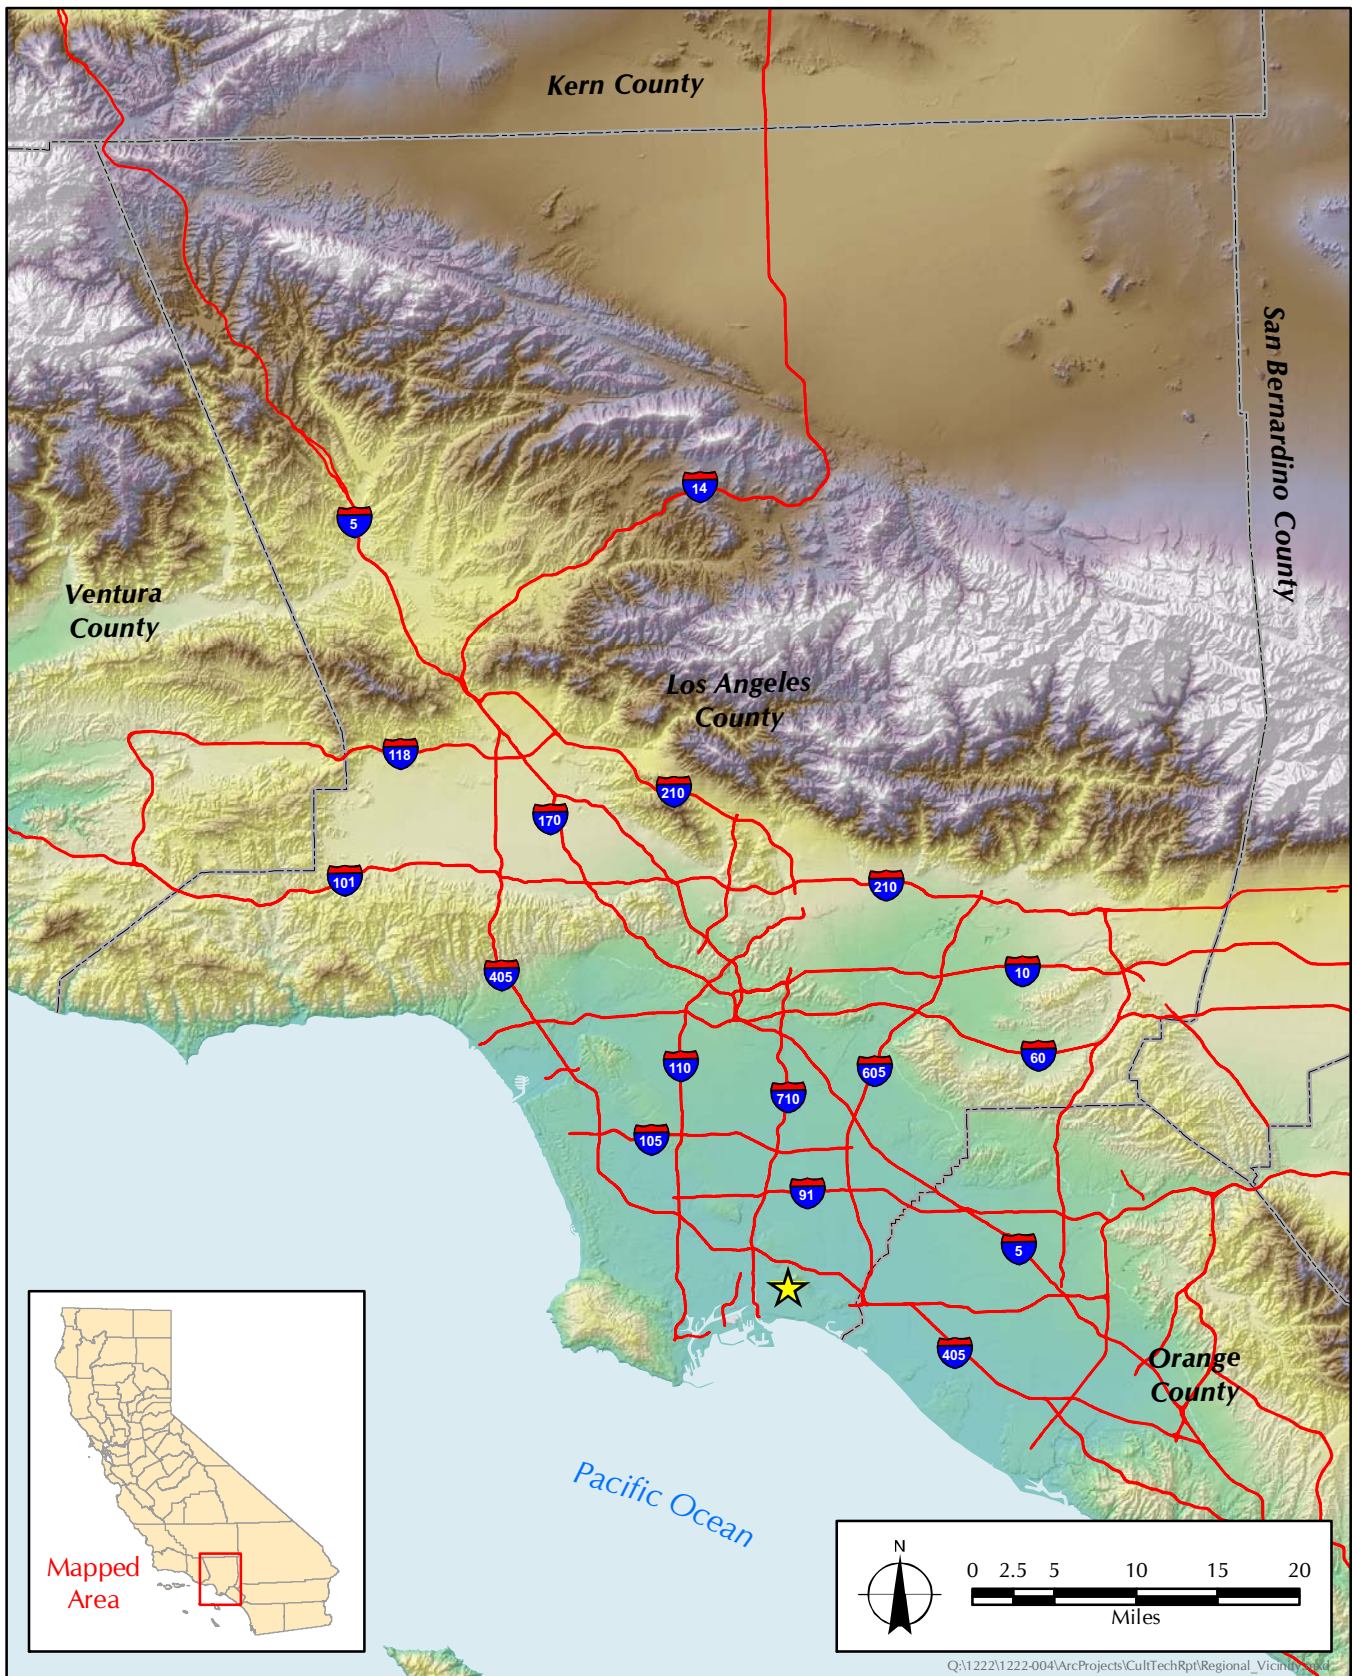 Kern County
San Bernardino County
14
5
Ventura
County
Los Angeles
County
118
210
170
101
210
405
10
60
110
605
710
105
91
5
405
Orange
County
Pacific Ocean
Mapped
Area
N
0 2.5 5 10 15 20
Miles
Q:\1222\1222-004\ArcProjects\CultTechRpt\Regional_Vicinity.mxd